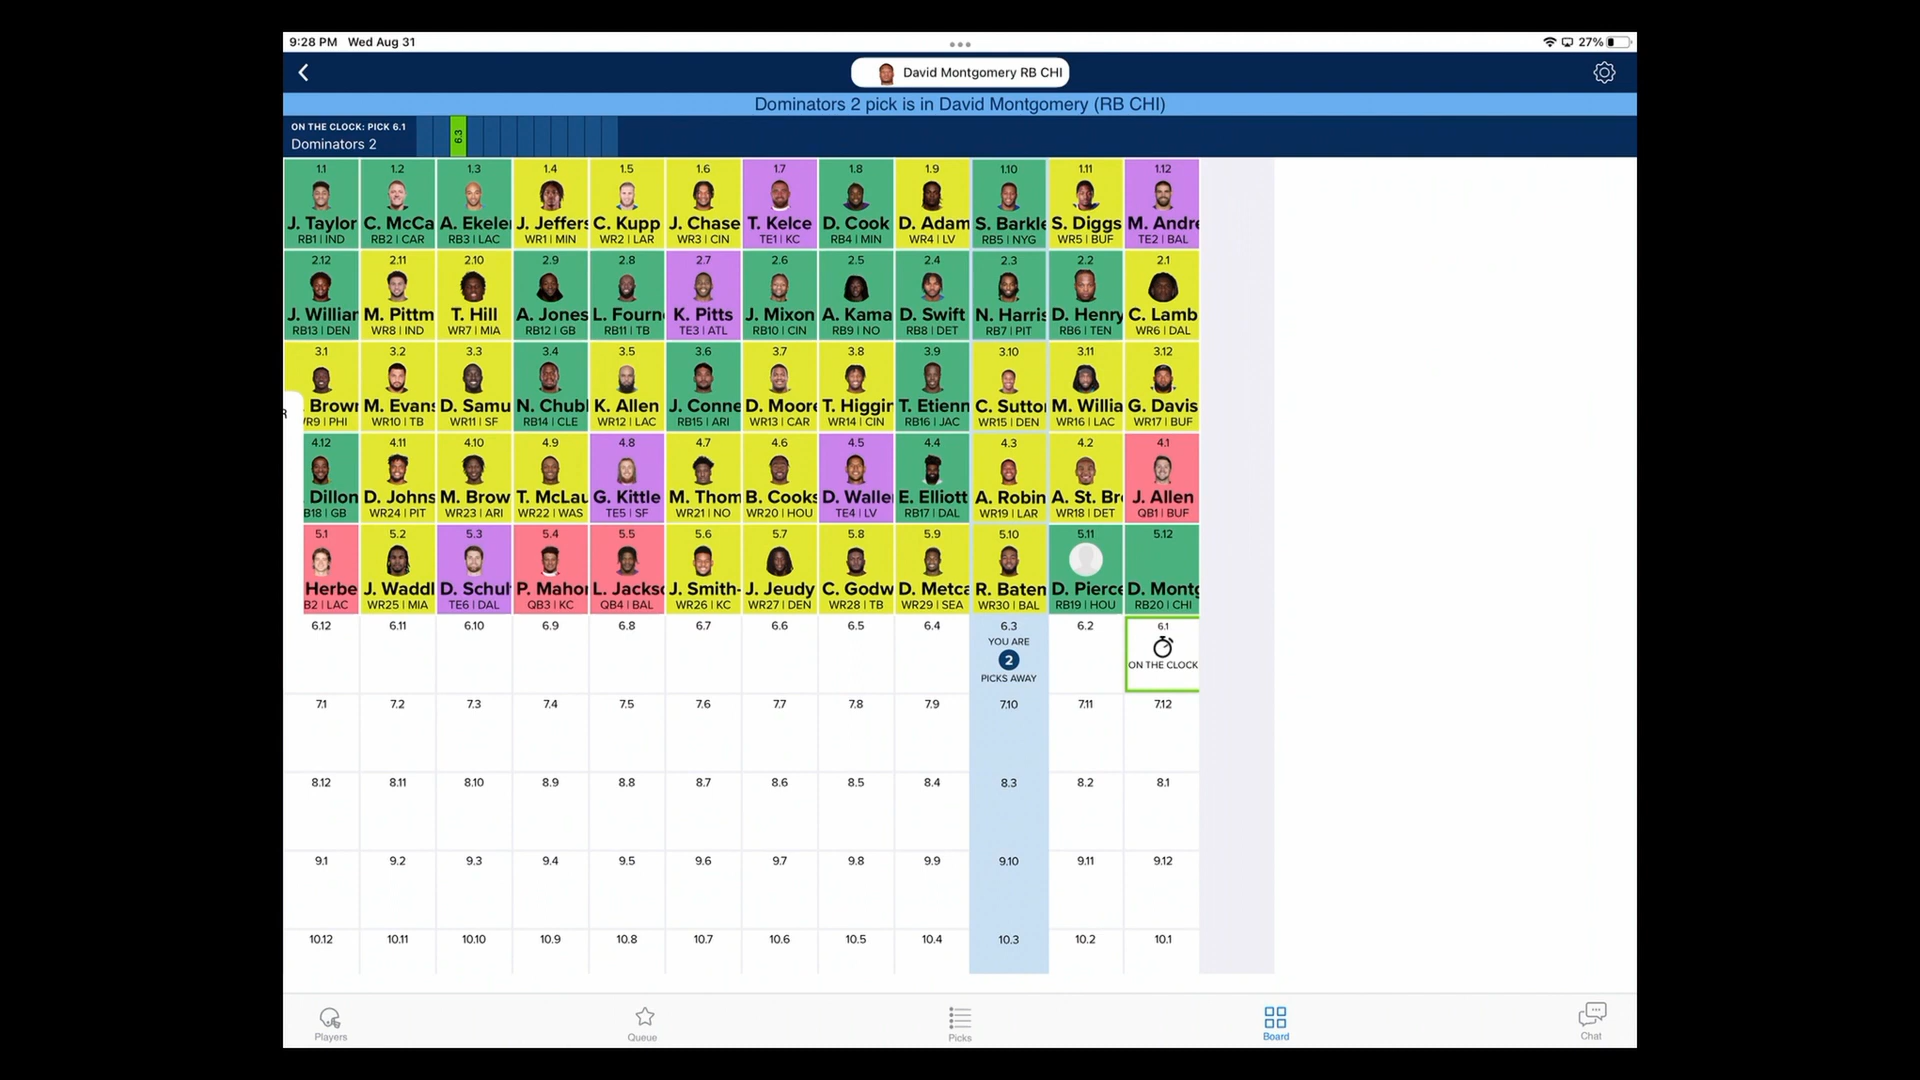 9:28 PM Wed Aug 31
27%
David Montgomery RB CHI
Dominators 2 pick is in David Montgomery (RB CHI)
ON THE CLOCK: PICK 6.1
Dominators 2
6.3
1.1 1.2 1.3 1.4 1.5 1.6 1.7 1.8 1.9 1.10 1.11 1.12
J. Taylor C. McCa A. Ekeler J. Jeffers C. Kupp J. Chase T. Kelce D. Cook D. Adam S. Barkle S. Diggs M. Andre
RB1 | IND RB2 | CAR RB3 | LAC WR1 | MIN WR2 | LAR WR3 | CIN TE1 | KC RB4 | MIN WR4 | LV RB5 | NYG WR5 | BUF TE2 | BAL
2.12 2.11 2.10 2.9 2.8 2.7 2.6 2.5 2.4 2.3 2.2 2.1
J. Williar M. Pittm T. Hill A. Jones L. Fourn K. Pitts J. Mixon A. Kama D. Swift N. Harris D. Henry C. Lamb
RB13 | DEN WR8 | IND WR7 | MIA RB12 | GB RB11 | TB TE3 | ATL RB10 | CIN RB9 | NO RB8 | DET RB7 | PIT RB6 | TEN WR6 | DAL
3.1 3.2 3.3 3.4 3.5 3.6 3.7 3.8 3.9 3.10 3.11 3.12
R . Brown M. Evans D. Samu N. Chubl K. Allen J. Conne D. Moore T. Higgin T. Etienn C. Sutto M. Willia G. Davis
/R9 | PHI WR10 | TB WR11 | SF RB14 | CLE WR12 | LAC RB15 | ARI WR13 | CAR WR14 | CIN RB16 | JAC WR15 | DEN WR16 | LAC WR17 | BUF
4.12 4.11 4.10 4.9 4.8 4.7 4.6 4.5 4.4 4.3 4.2 4.1
. Dillon D. Johns M. Brow T. McLau G. Kittle M. Thom B. Cooks D. Walle E. Elliott A. Robin A. St. Br J. Allen
B18 | GB WR24 | PIT WR23 | ARI WR22 | WAS TE5 | SF WR21 | NO WR20 | HOU TE4 | LV RB17 | DAL WR19 | LAR WR18 | DET QB1 | BUF
5.1 5.2 5.3 5.4 5.5 5.6 5.7 5.8 5.9 5.10 5.11 5.12
Herbe J. Waddl D. Schul P. Mahor L. Jackso J. Smith- J. Jeudy C. Godw D. Metca R. Baten D. Pierce D. Montg
B2 | LAC WR25 | MIA TE6 | DAL QB3 | KC QB4 | BAL WR26 | KC WR27 | DEN WR28 | TB WR29 | SEA WR30 | BAL RB19 | HOU RB20 | CHI
6.12 6.11 6.10 6.9 6.8 6.7 6.6 6.5 6.4 6.3 6.2 6.1
YOU ARE
2
PICKS AWAY
ON THE CLOCK
7.1 7.2 7.3 7.4 7.5 7.6 7.7 7.8 7.9 7.10 7.11 7.12
8.12 8.11 8.10 8.9 8.8 8.7 8.6 8.5 8.4 8.3 8.2 8.1
9.1 9.2 9.3 9.4 9.5 9.6 9.7 9.8 9.9 9.10 9.11 9.12
10.12 10.11 10.10 10.9 10.8 10.7 10.6 10.5 10.4 10.3 10.2 10.1
Players Queue Picks Board Chat